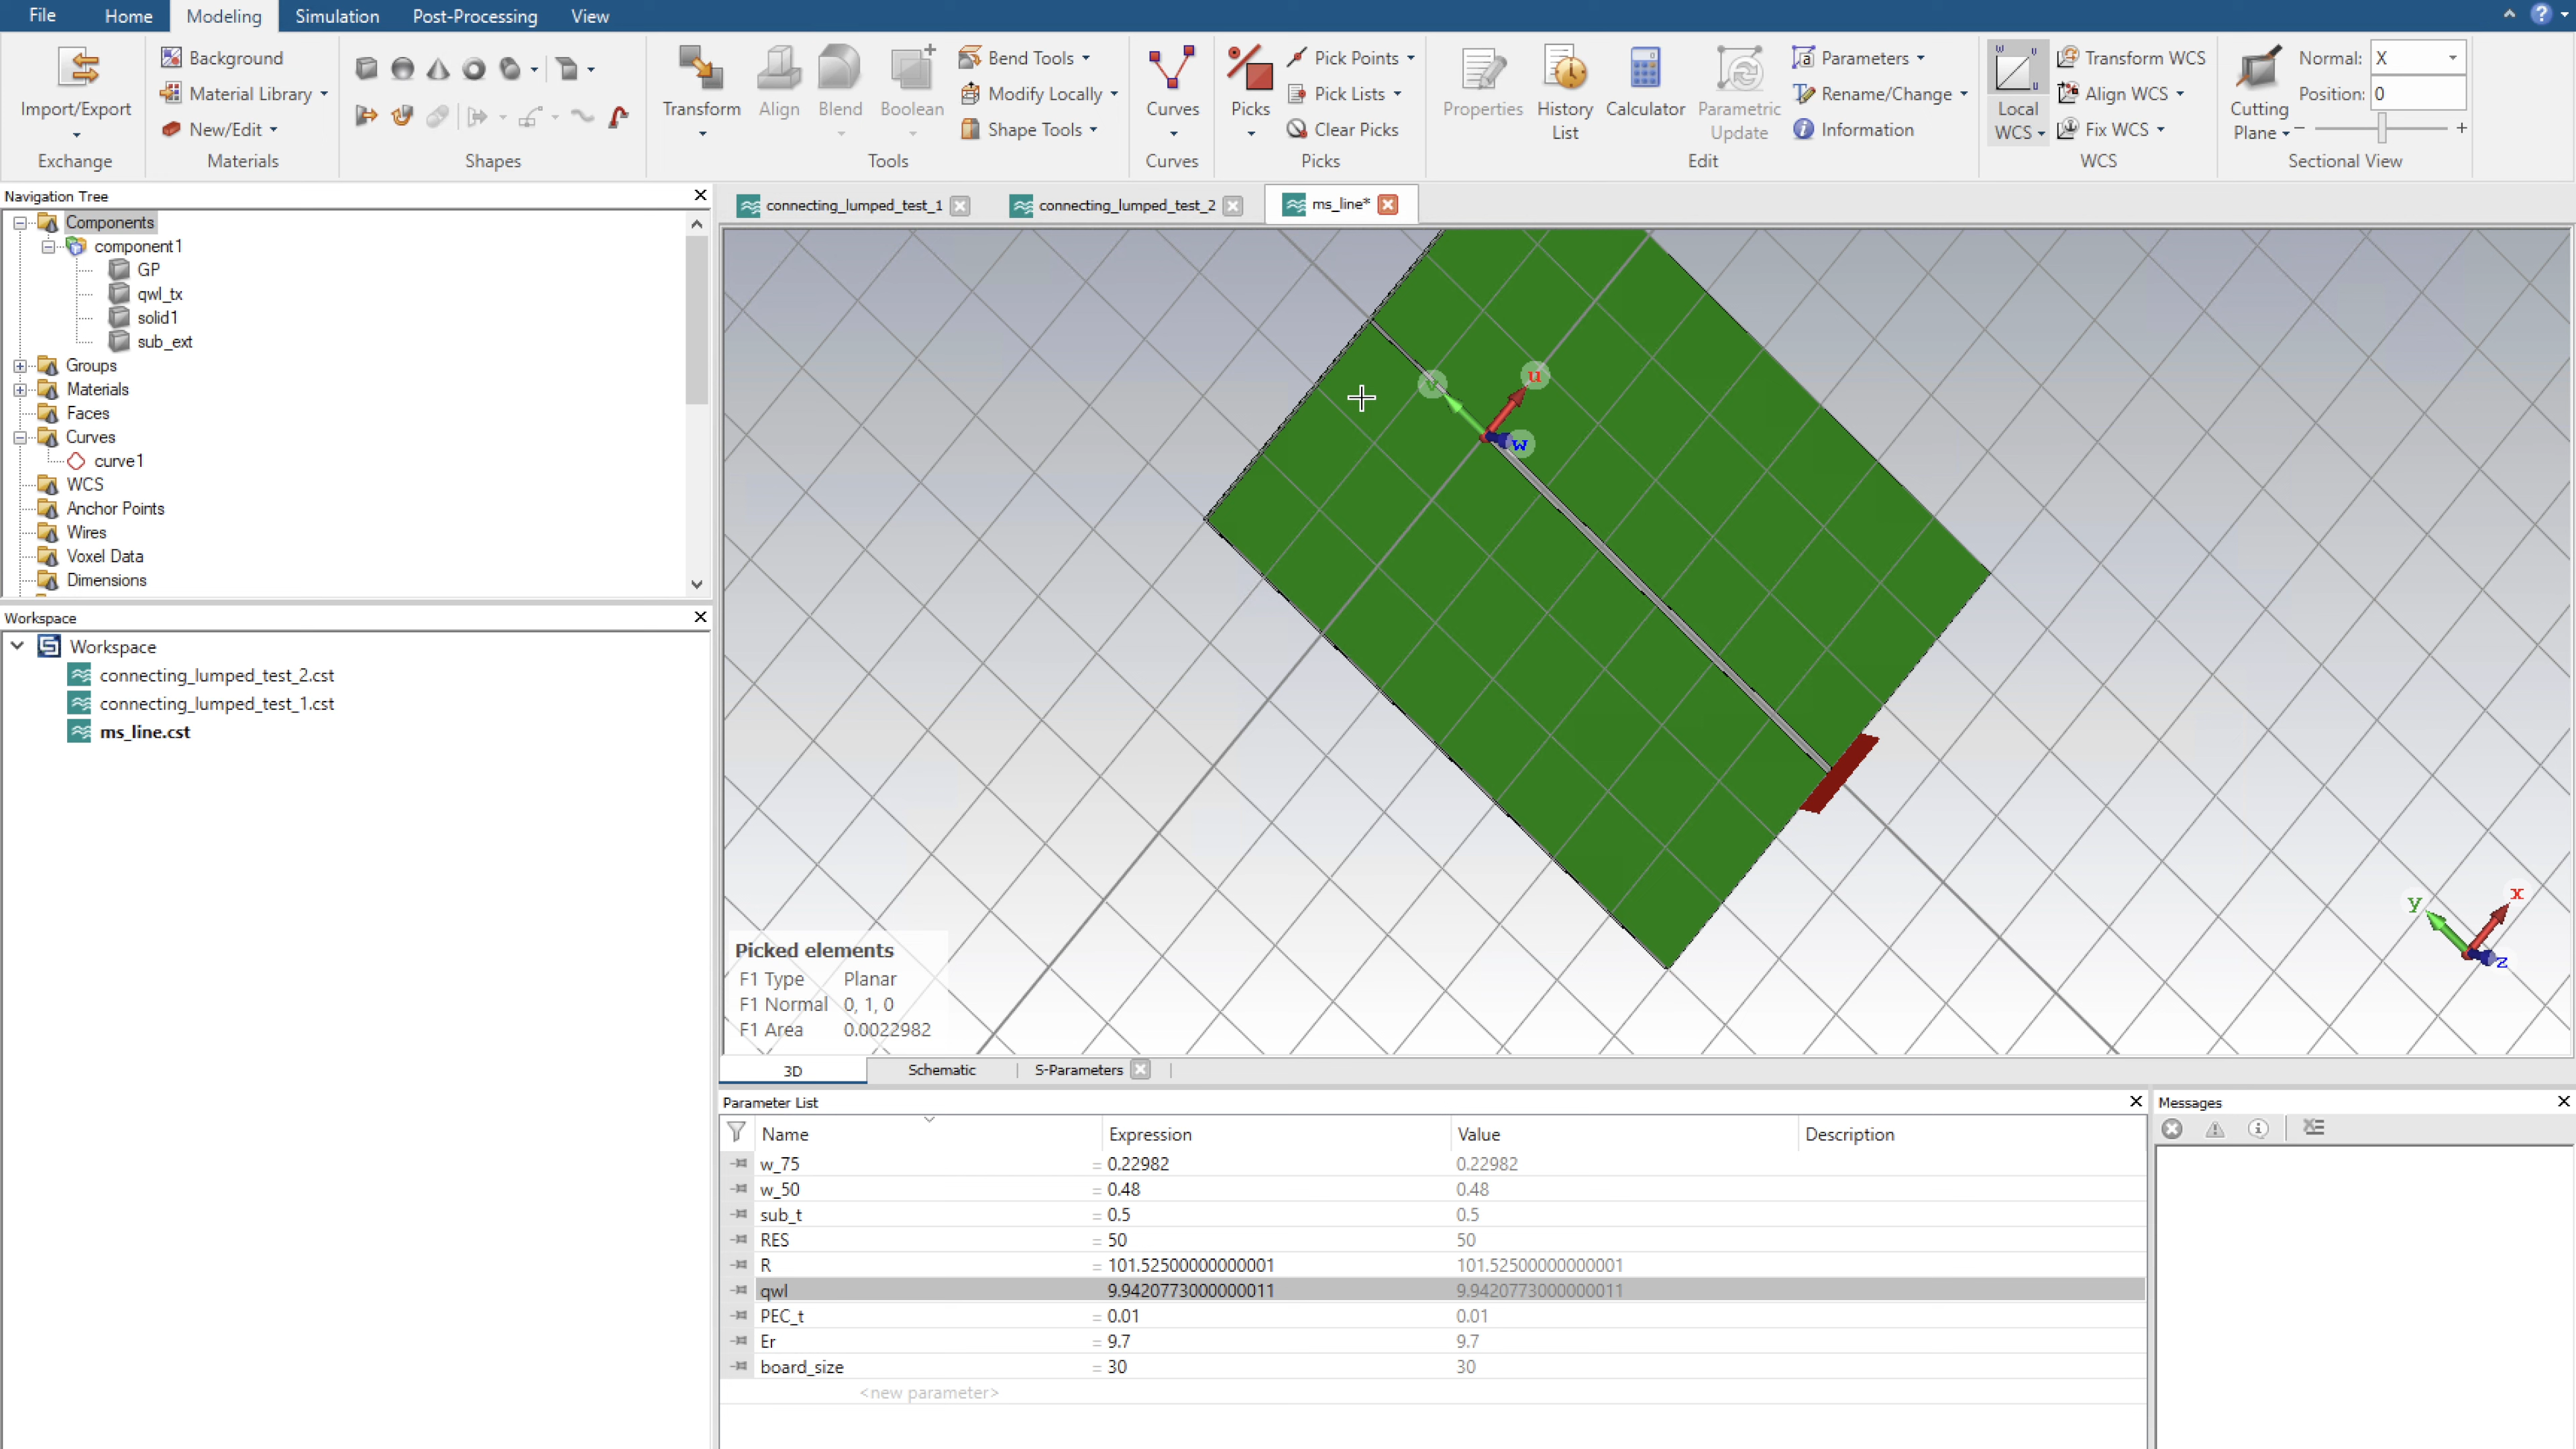 File Home Modeling Simulation Post-Processing View
Import/Export
Exchange
Background
Material Library
New/Edit
Materials
Shapes
Transform Align Blend Boolean
Bend Tools
Modify Locally
Shape Tools
Tools
Curves
Curves
Picks
Pick Points
Pick Lists
Clear Picks
Picks
Properties
History
List
Calculator
Parametric
Update
Parameters
Rename/Change
Information
Edit
w u
v u
Local
WCS
Transform WCS
Align WCS
Fix WCS
WCS
Cutting
Plane
Normal: X
Position: 0
Sectional View
Navigation Tree
Components
component1
GP
qwl_tx
solid1
sub_ext
Groups
Materials
Faces
Curves
curve1
WCS
Anchor Points
Wires
Voxel Data
Dimensions
Workspace
Workspace
connecting_lumped_test_2.cst
connecting_lumped_test_1.cst
ms_line.cst
connecting_lumped_test_1 connecting_lumped_test_2 ms_line*
v u
w
x
y
z
Picked elements
F1 Type Planar
F1 Normal 0, 1, 0
F1 Area 0.0022982
3D Schematic S-Parameters
Parameter List
Name Expression Value Description
w_75 = 0.22982 0.22982
w_50 = 0.48 0.48
sub_t = 0.5 0.5
RES = 50 50
R = 101.52500000000001 101.52500000000001
qwl 9.9420773000000011 9.9420773000000011
PEC_t = 0.01 0.01
Er = 9.7 9.7
board_size = 30 30
<new parameter>
Messages